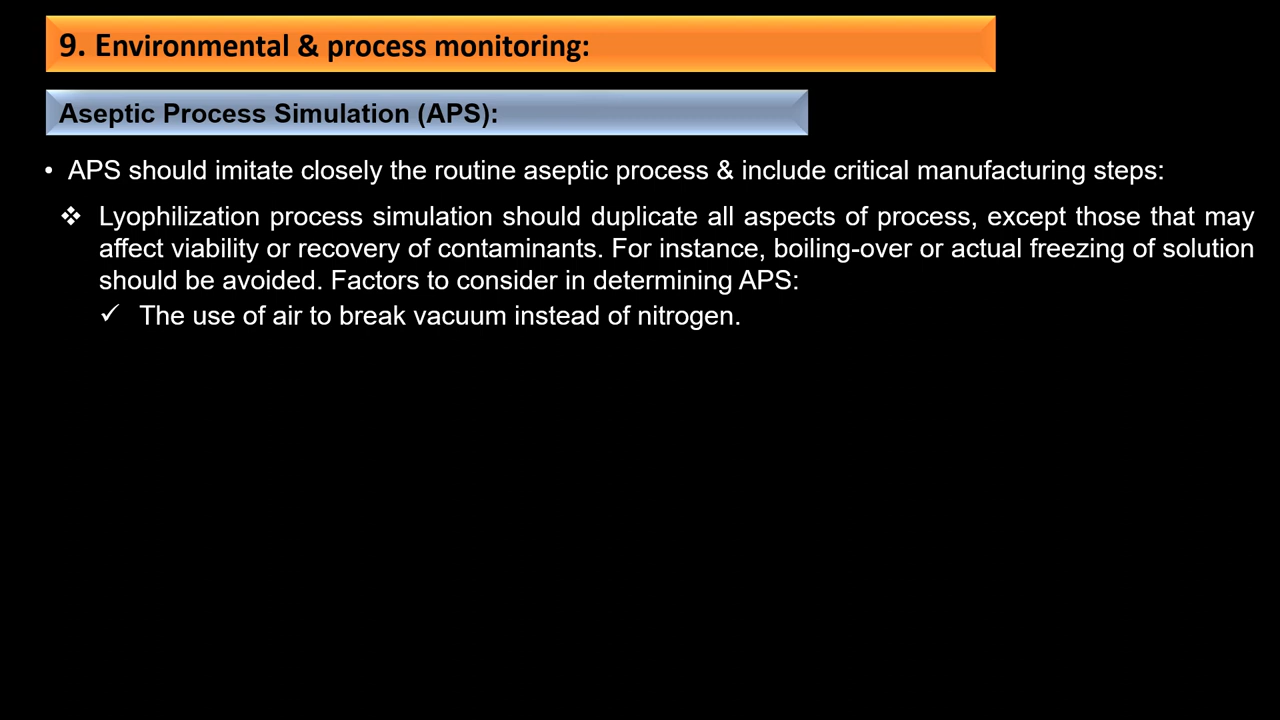 9. Environmental & process monitoring:
Aseptic Process Simulation (APS):
• APS should imitate closely the routine aseptic process & include critical manufacturing steps:
❖ Lyophilization process simulation should duplicate all aspects of process, except those that may
affect viability or recovery of contaminants. For instance, boiling-over or actual freezing of solution
should be avoided. Factors to consider in determining APS:
✓ The use of air to break vacuum instead of nitrogen.